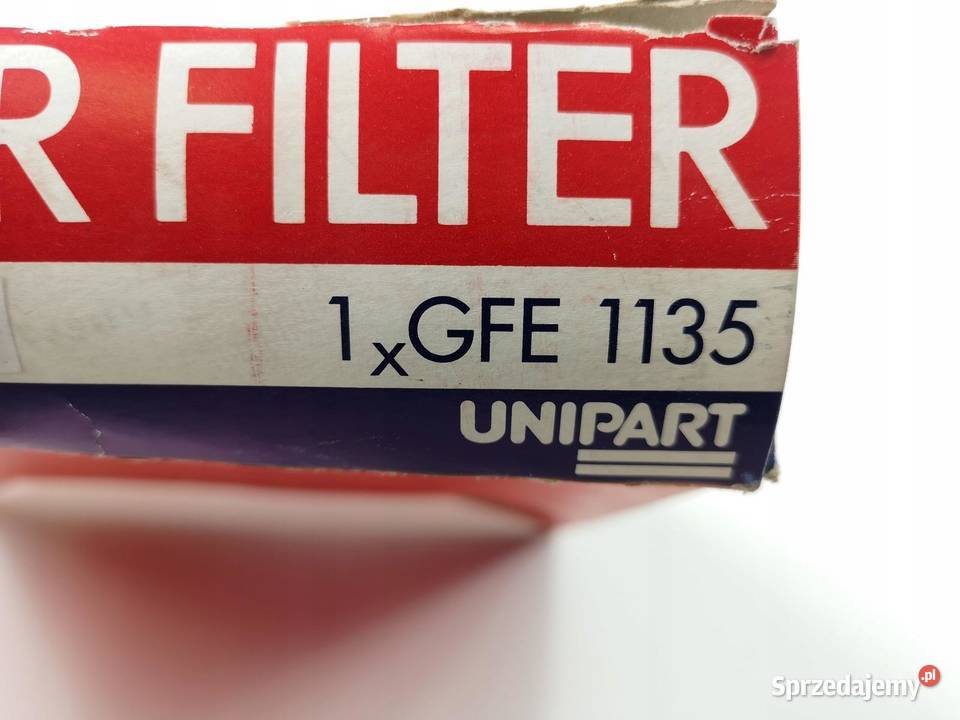 R FILTER
1xGFE 1135
UNIPART
Sprzedajemy.pl